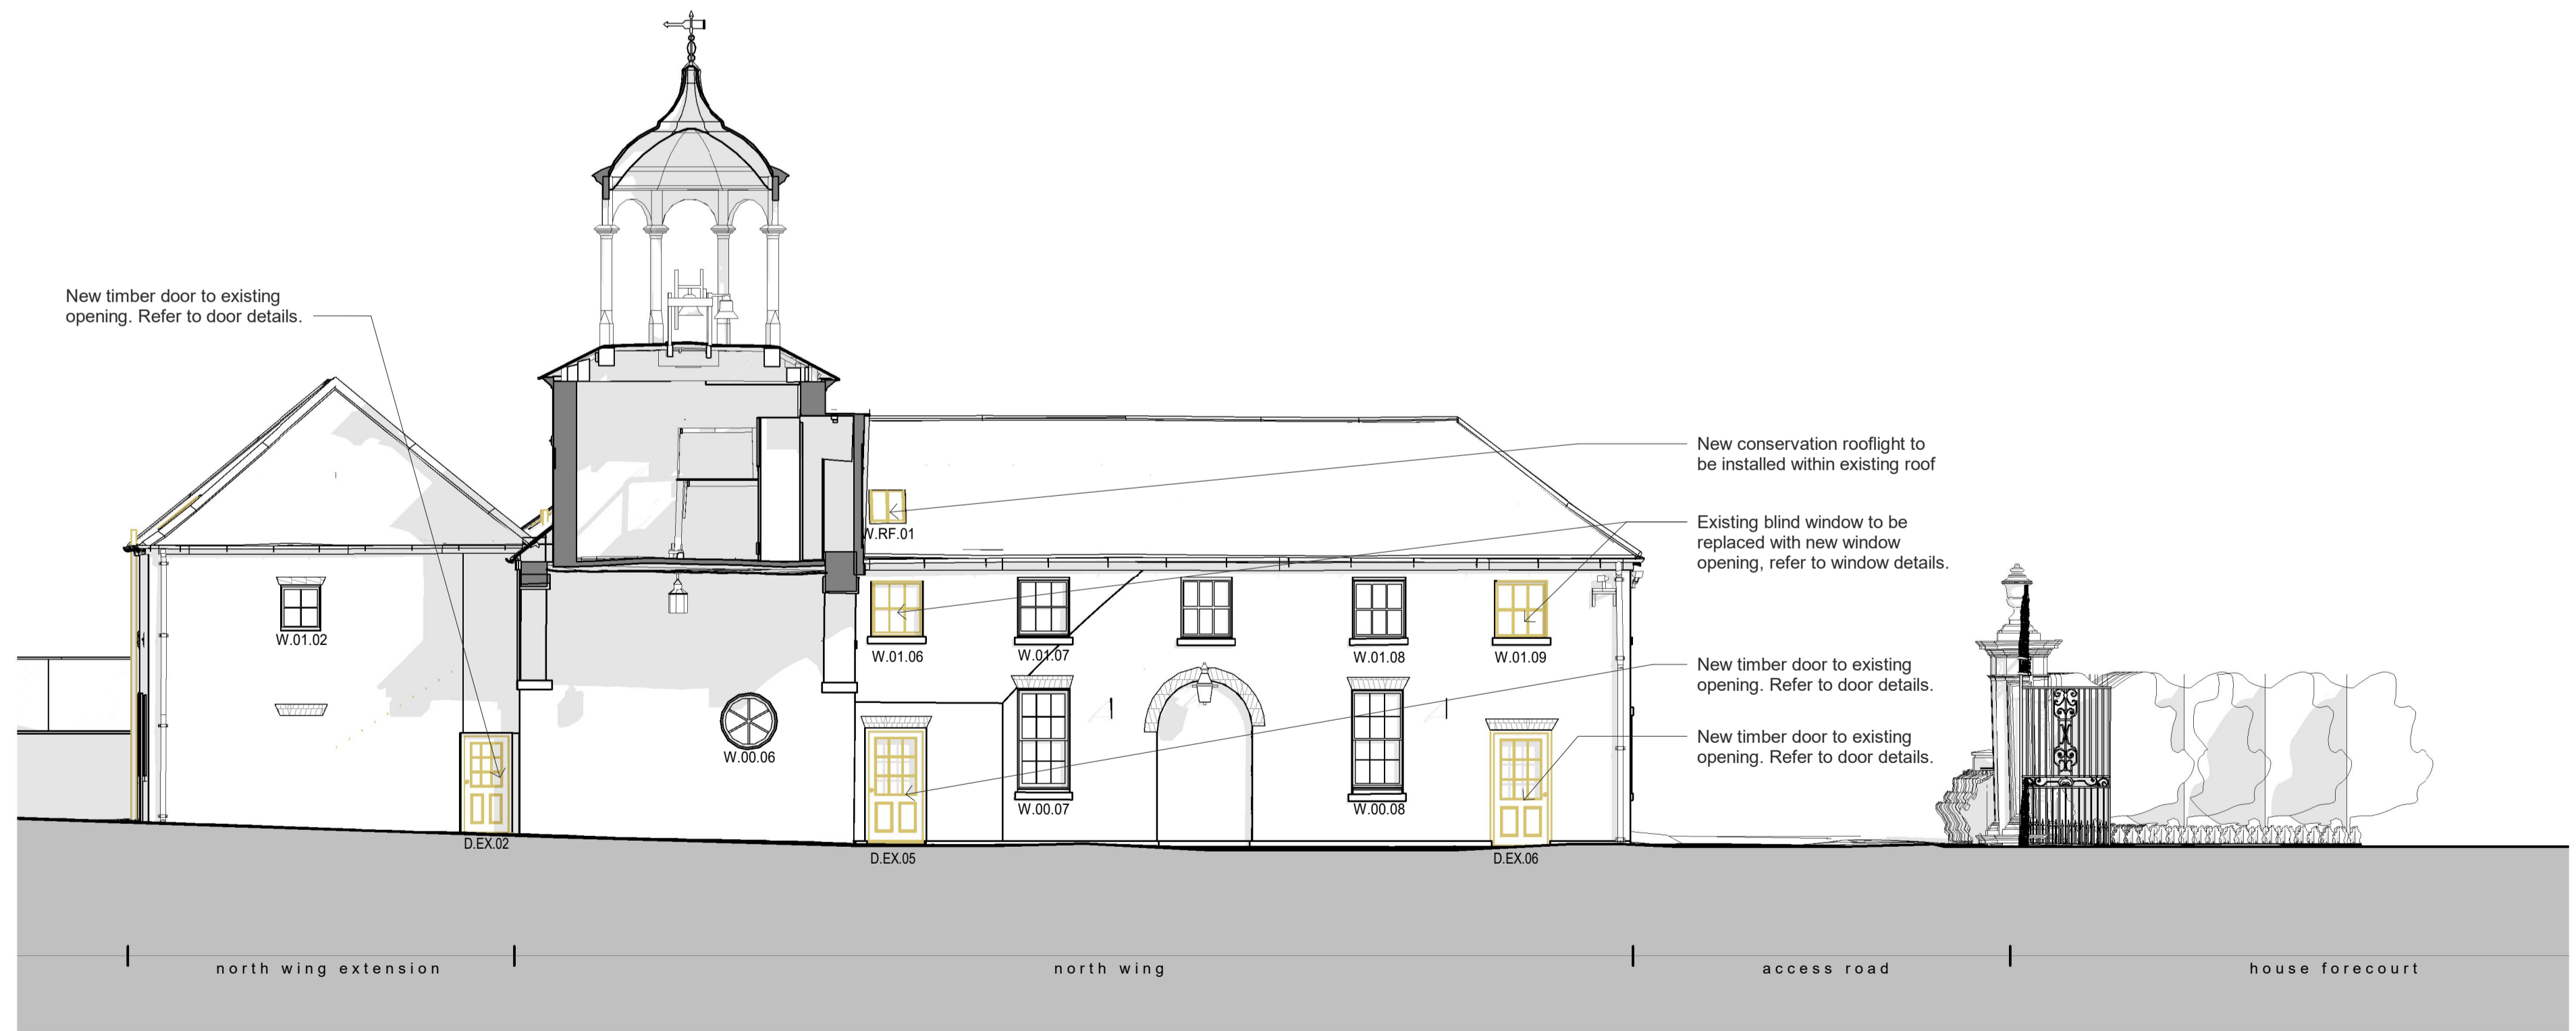 New timber door to existing
opening. Refer to door details.
New conservation rooflight to
be installed within existing roof
W.RF.01
Existing blind window to be
replaced with new window
opening, refer to window details.
W.01.02
W.01.06
W.01.07
W.01.08
W.01.09
New timber door to existing
opening. Refer to door details.
New timber door to existing
opening. Refer to door details.
W.00.06
W.00.07
W.00.08
D.EX.02
D.EX.05
D.EX.06
north wing extension
north wing
access road
house forecourt